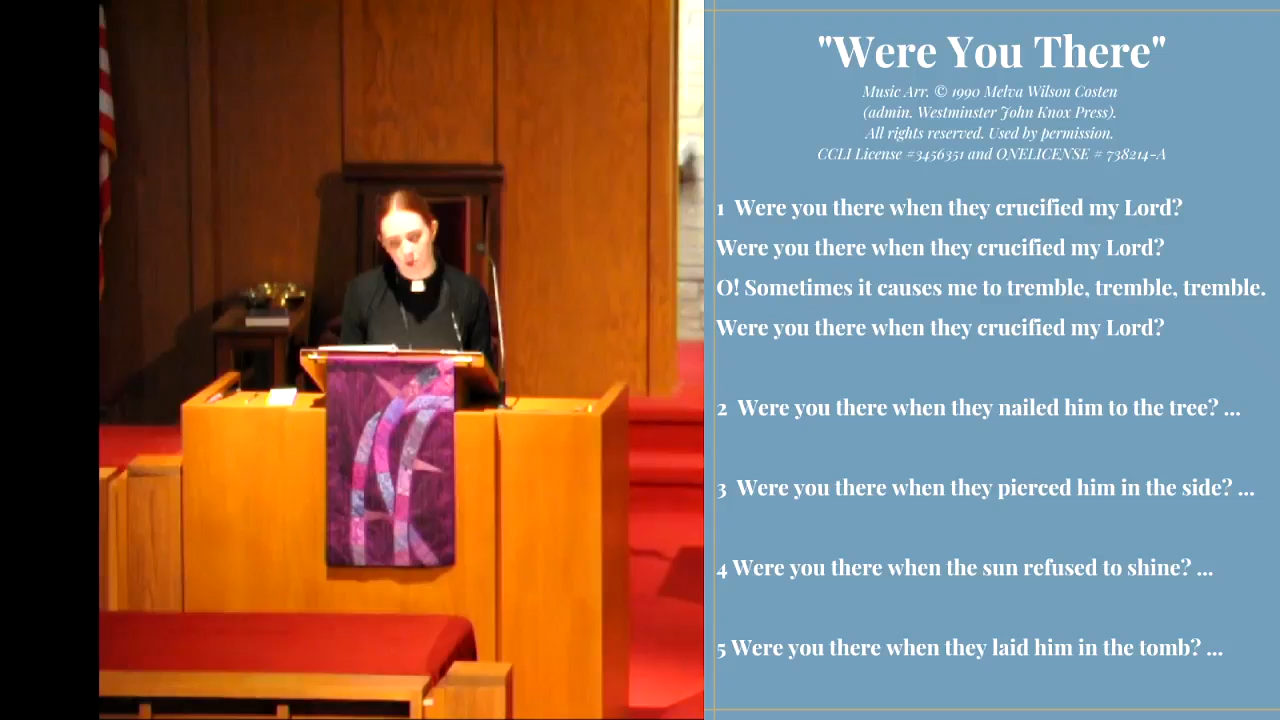 "Were You There"
Music Arr. © 1990 Melva Wilson Costen
(admin. Westminster John Knox Press).
All rights reserved. Used by permission.
CCLI License #3456351 and ONELICENSE # 738214-A
1 Were you there when they crucified my Lord?
Were you there when they crucified my Lord?
O! Sometimes it causes me to tremble, tremble, tremble.
Were you there when they crucified my Lord?
2 Were you there when they nailed him to the tree? ...
3 Were you there when they pierced him in the side? ...
4 Were you there when the sun refused to shine? ...
5 Were you there when they laid him in the tomb? ...